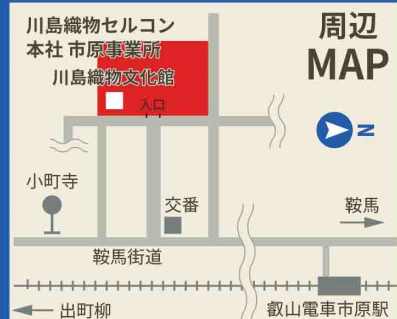 川島織物セルコン
本社 市原事業所
川島織物文化館
周辺
MAP
入口
N
小町寺
交番
鞍馬
鞍馬街道
出町柳
叡山電車市原駅